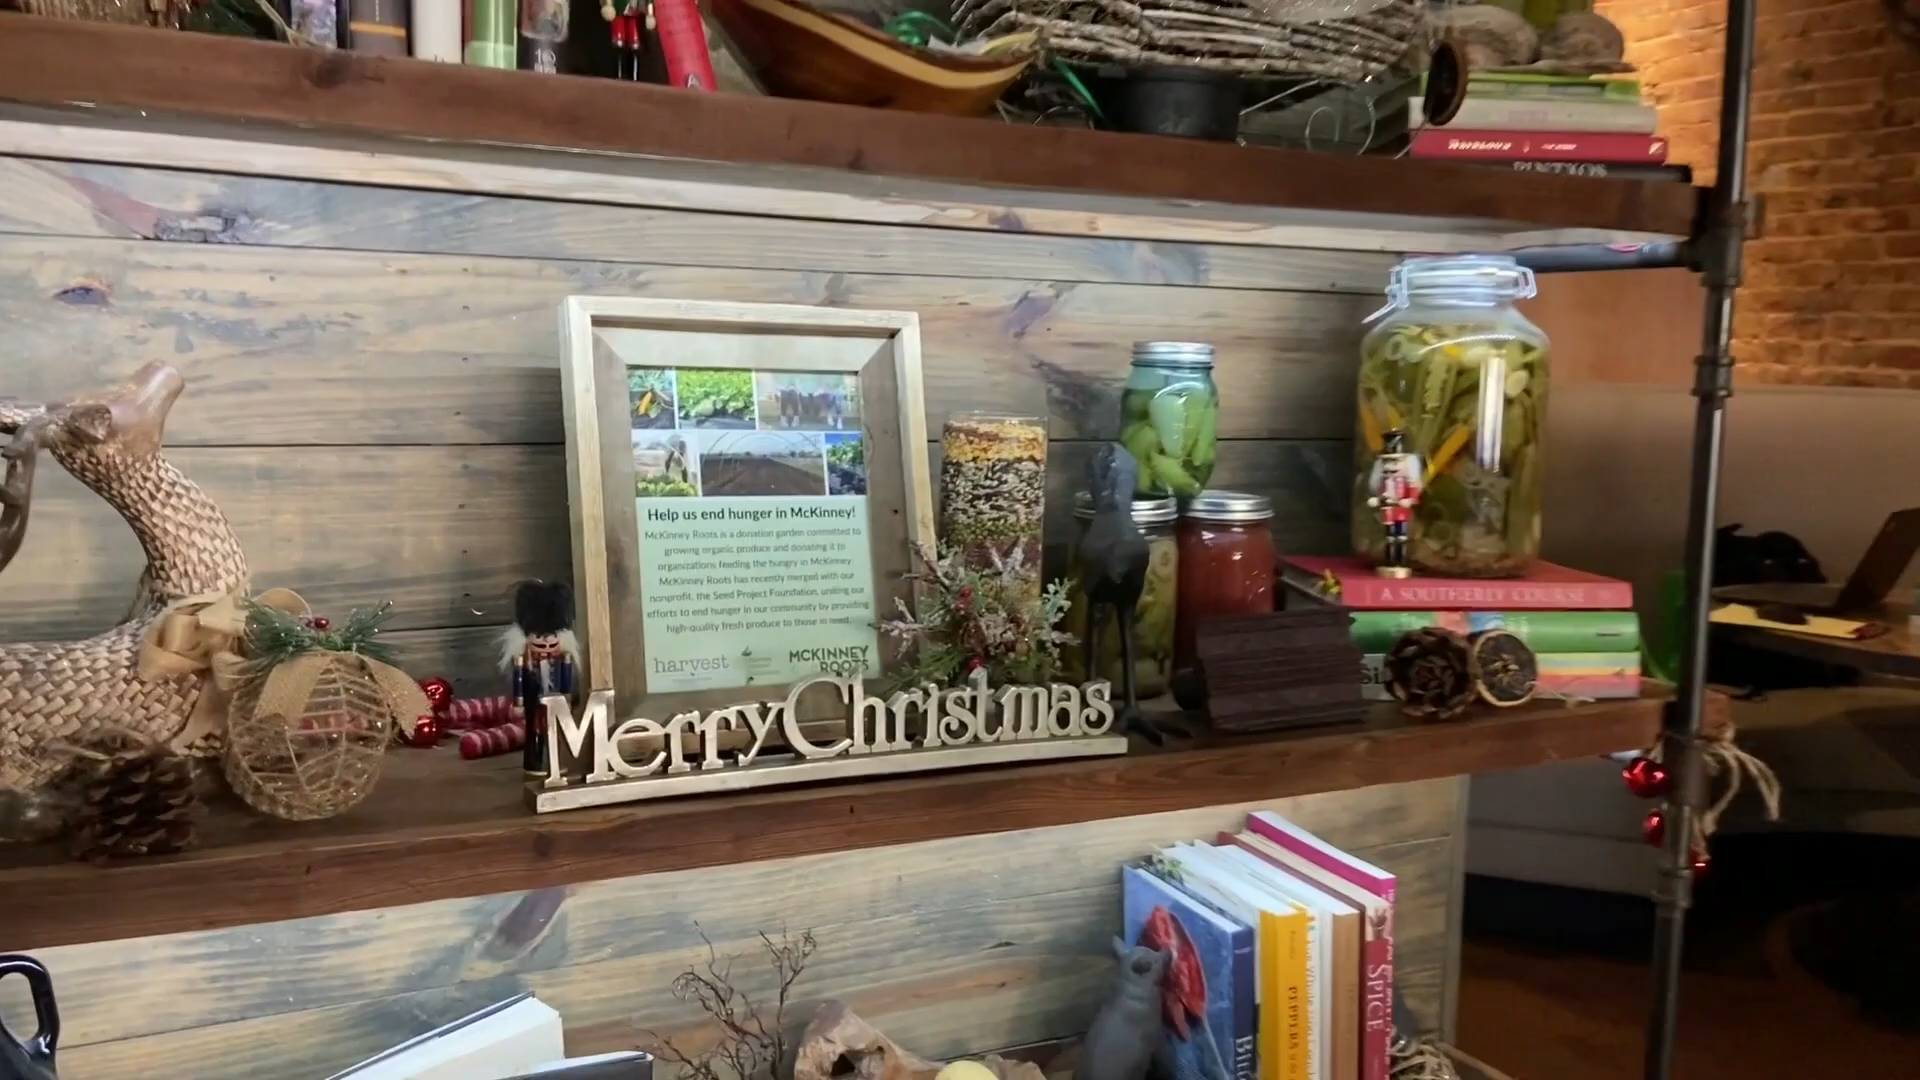 Help us end hunger in McKinney!
McKinney Roots is a donation garden committed to
growing organic produce and donating it to
organizations feeding the hungry in McKinney
McKinney Roots has recently merged with our
nonprofit, the Seed Project Foundation, uniting our
efforts to end hunger in our community by providing
high-quality fresh produce to those in need.
harvest
MCKINNEY
ROOTS
Merry Christmas
A SOUTHERLY COURSE
PINTXOS
PEPPERS
SPICE